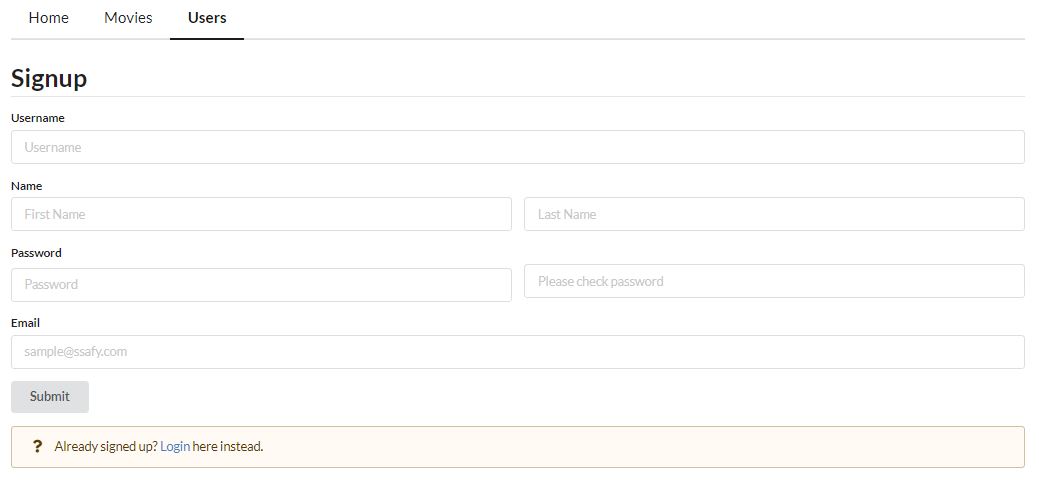 Home Movies Users
Signup
Username
Username
Name
First Name Last Name
Password
Password Please check password
Email
sample@ssafy.com
Submit
? Already signed up? Login here instead.